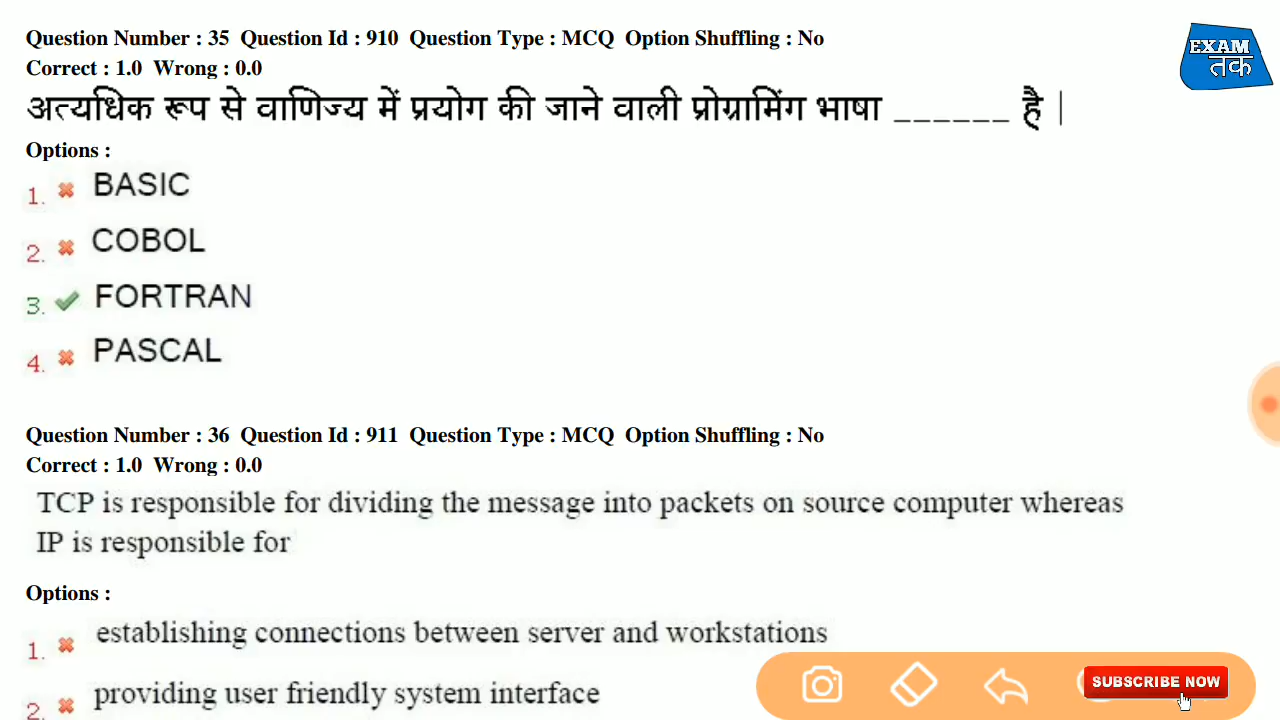 Question Number : 35 Question Id : 910 Question Type : MCQ Option Shuffling : No
Correct : 1.0 Wrong : 0.0
EXAM
तक
अत्यधिक रूप से वाणिज्य में प्रयोग की जाने वाली प्रोग्रामिंग भाषा ______ है |
Options :
1. BASIC
2. COBOL
3. FORTRAN
4. PASCAL
Question Number : 36 Question Id : 911 Question Type : MCQ Option Shuffling : No
Correct : 1.0 Wrong : 0.0
TCP is responsible for dividing the message into packets on source computer whereas
IP is responsible for
Options :
1. establishing connections between server and workstations
2. providing user friendly system interface
SUBSCRIBE NOW